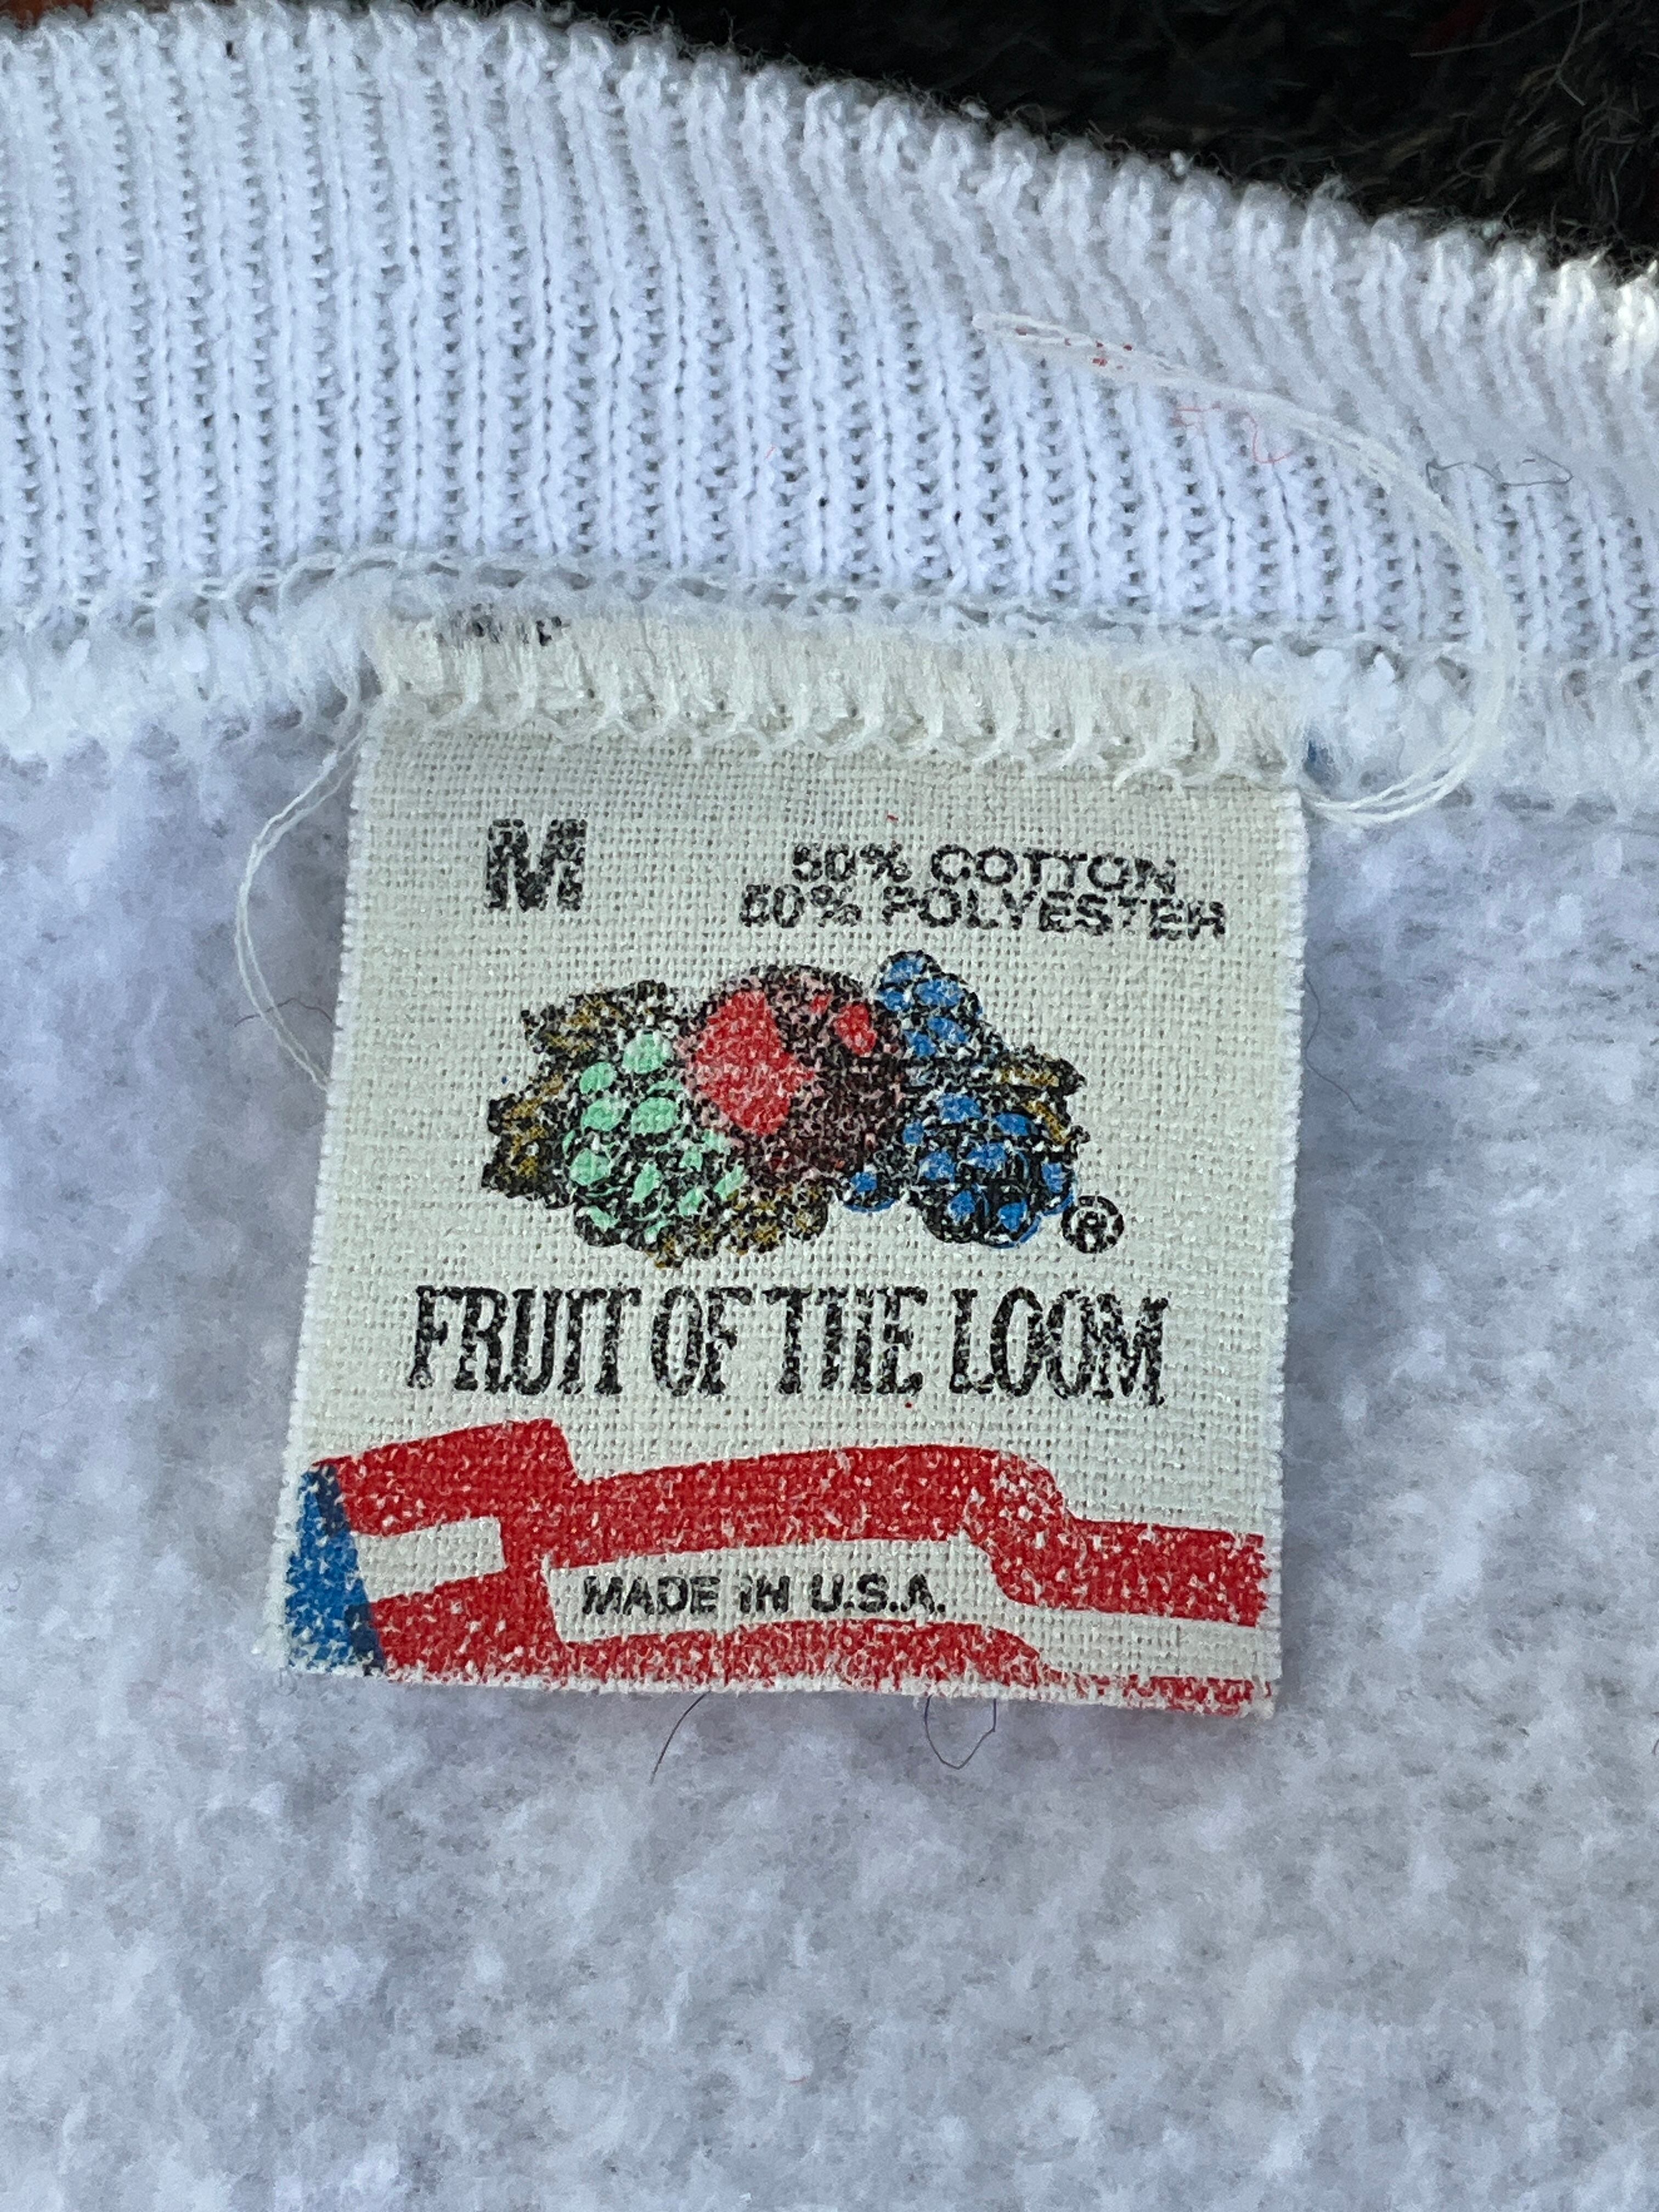 M
50% COTTON
50% POLYESTER
®
FRUIT OF THE LOOM
MADE IN U.S.A.